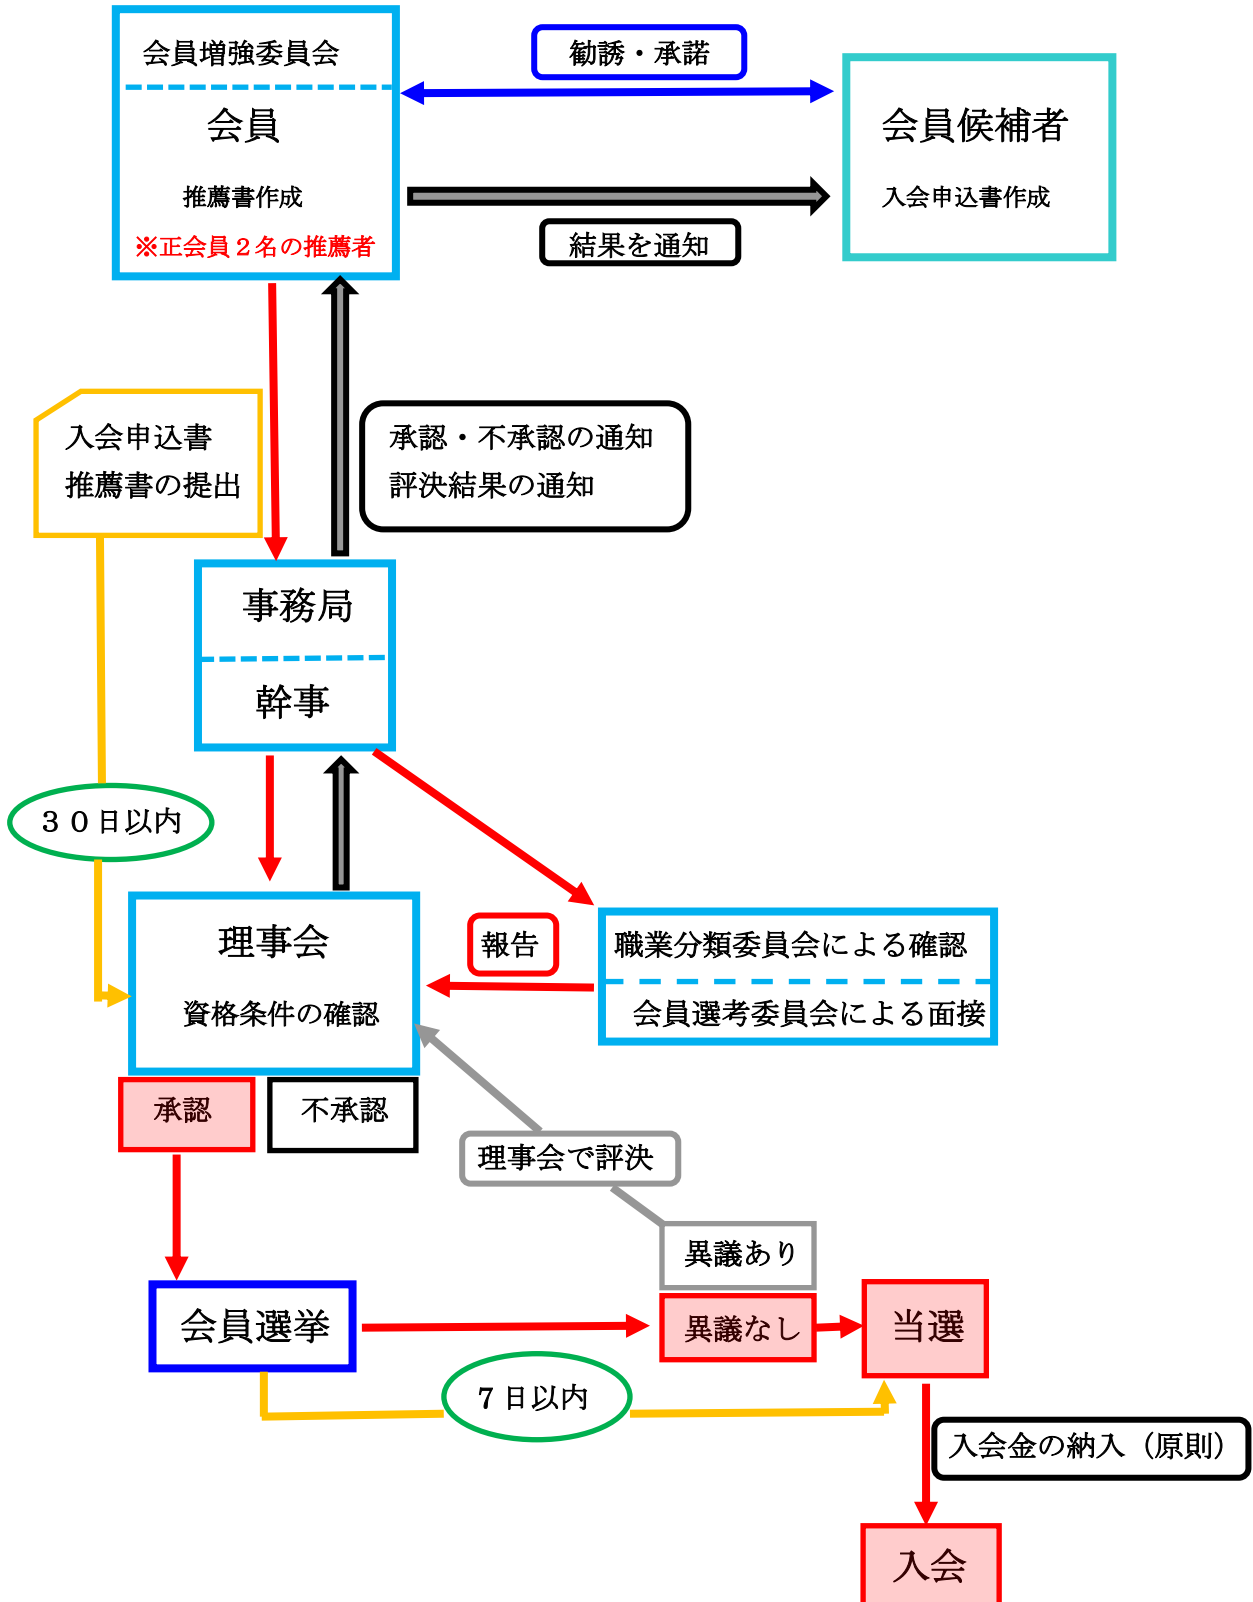 会員増強委員会
勧誘・承諾
会員
会員候補者
推薦書作成
入会申込書作成
※正会員２名の推薦者
結果を通知
入会申込書
推薦書の提出
承認・不承認の通知
評決結果の通知
事務局
幹事
３０日以内
理事会
報告
職業分類委員会による確認
資格条件の確認
会員選考委員会による面接
承認
不承認
理事会で評決
異議あり
会員選挙
異議なし
当選
７日以内
入会金の納入（原則）
入会